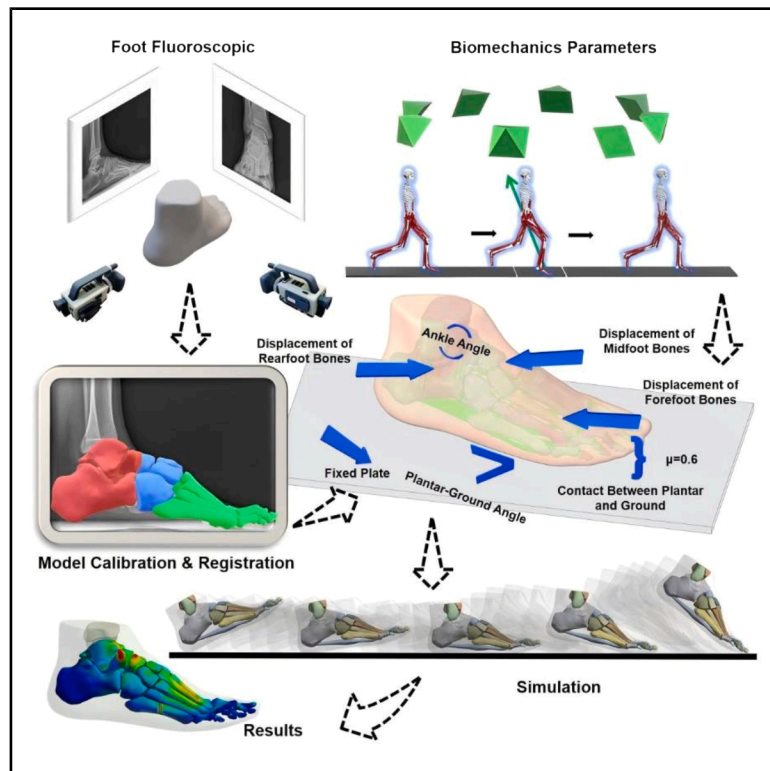 Foot Fluoroscopic
Biomechanics Parameters
Displacement of
Rearfoot Bones
Ankle Angle
Displacement of
Midfoot Bones
Displacement of
Forefoot Bones
Fixed Plate
Plantar-Ground Angle
μ=0.6
Contact Between Plantar
and Ground
Model Calibration & Registration
Simulation
Results